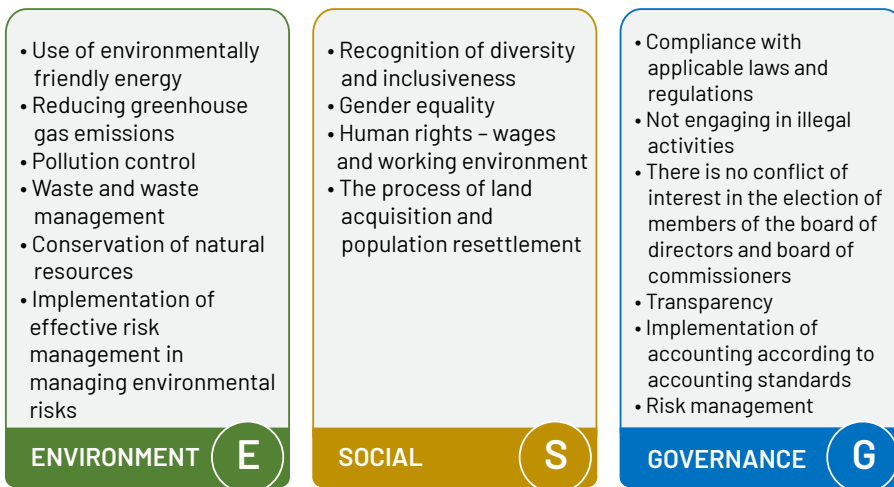 • Use of environmentally
friendly energy
• Reducing greenhouse
gas emissions
• Pollution control
• Waste and waste
management
• Conservation of natural
resources
• Implementation of
effective risk
management in
managing environmental
risks
ENVIRONMENT E
• Recognition of diversity
and inclusiveness
• Gender equality
• Human rights – wages
and working environment
• The process of land
acquisition and
population resettlement
SOCIAL S
• Compliance with
applicable laws and
regulations
• Not engaging in illegal
activities
• There is no conflict of
interest in the election of
members of the board of
directors and board of
commissioners
• Transparency
• Implementation of
accounting according to
accounting standards
• Risk management
GOVERNANCE G